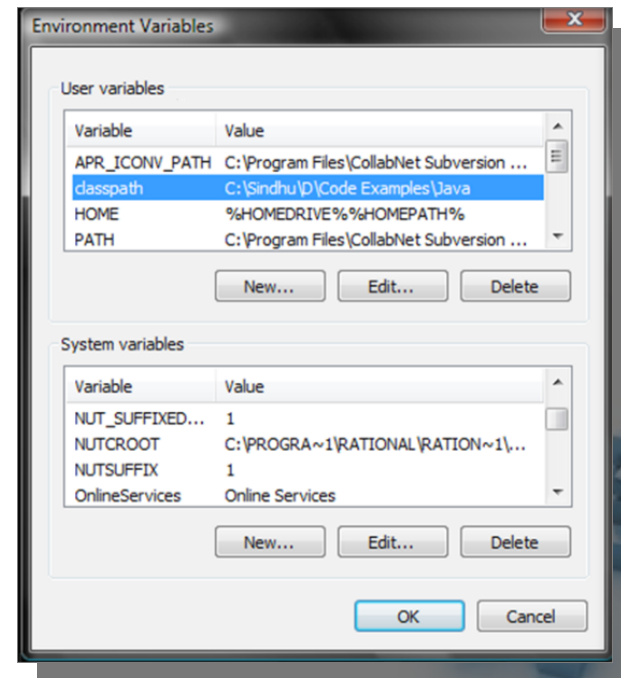 Environment Variables
User variables
Variable Value
APR_ICONV_PATH C:\Program Files\CollabNet Subversion ...
classpath C:\Sindhu\D\Code Examples\Java
HOME %HOMEDRIVE%%HOMEPATH%
PATH C:\Program Files\CollabNet Subversion ...
New... Edit... Delete
System variables
Variable Value
NUT_SUFFIXED... 1
NUTCROOT C:\PROGRA~1\RATIONAL\RATION~1\...
NUTSUFFIX 1
OnlineServices Online Services
New... Edit... Delete
OK Cancel